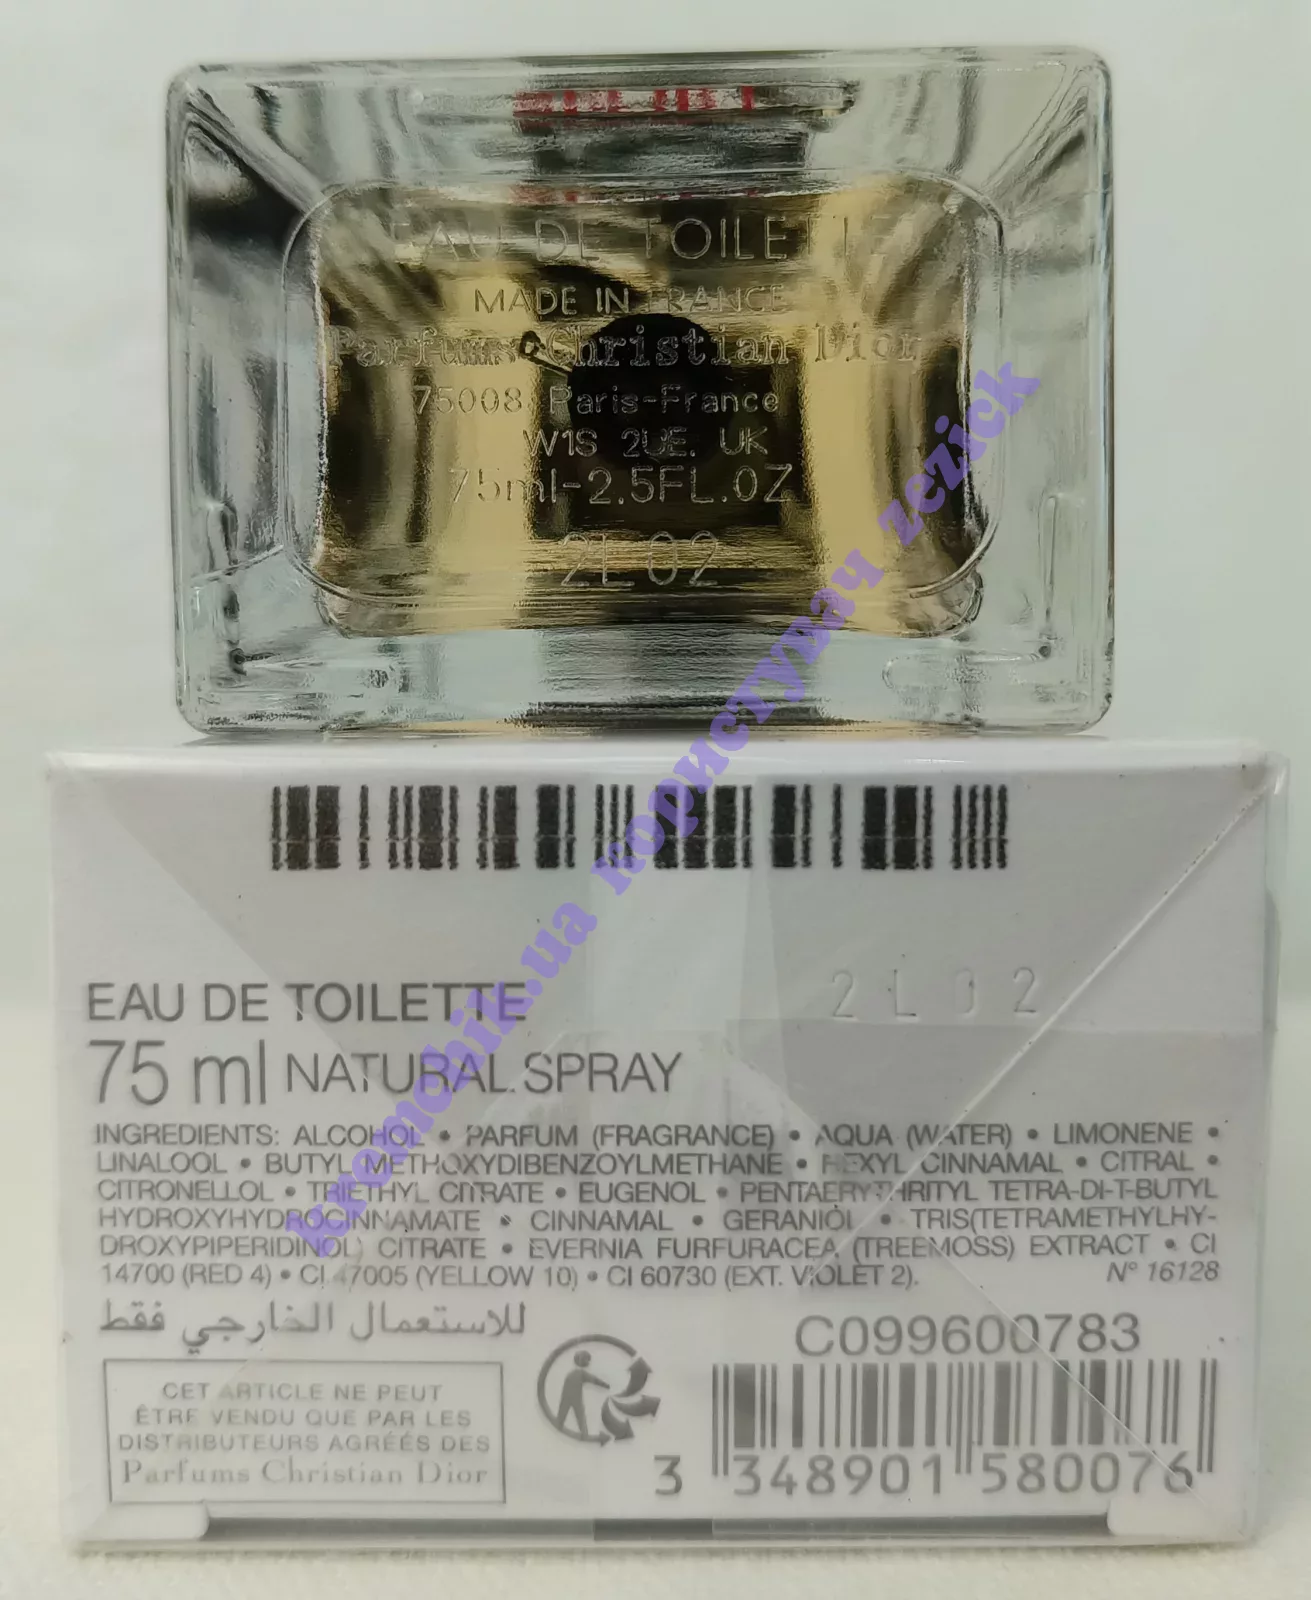 EAU DE TOILETTE
MADE IN FRANCE
Parfums Christian Dior
75008 Paris-France
W1S 2UE. UK
75ml-2.5FL.OZ
2L02
EAU DE TOILETTE
2L02
75 ml NATURAL SPRAY
INGREDIENTS: ALCOHOL • PARFUM (FRAGRANCE) • AQUA (WATER) • LIMONENE •
LINALOOL • BUTYL METHOXYDIBENZOYLMETHANE • HEXYL CINNAMAL • CITRAL •
CITRONELLOL • TRIETHYL CITRATE • EUGENOL • PENTAERYTHRITYL TETRA-DI-T-BUTYL
HYDROXYHYDROCINNAMATE • CINNAMAL • GERANIOL • TRIS(TETRAMETHYLHY-
DROXYPIPERIDINOL) CITRATE • EVERNIA FURFURACEA (TREEMOSS) EXTRACT • CI
14700 (RED 4) • CI 47005 (YELLOW 10) • CI 60730 (EXT. VIOLET 2). N° 16128
للاستعمال الخارجي فقط
C099600783
CET ARTICLE NE PEUT
ÊTRE VENDU QUE PAR LES
DISTRIBUTEURS AGRÉÉS DES
Parfums Christian Dior
3 348901 580076
kremchik.ua користувач zezick